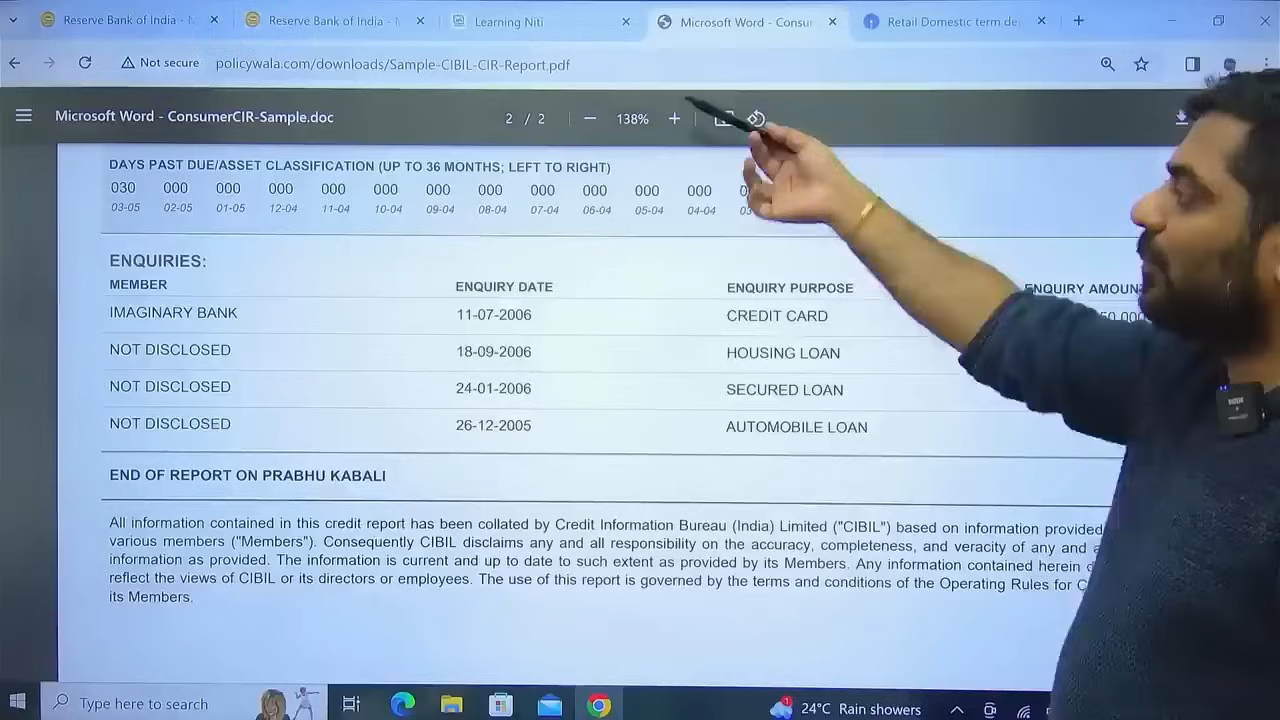 Reserve Bank of India - N
Reserve Bank of India - N
Learning Niti
Microsoft Word - Consu
Retail Domestic term de
Not secure
policywala.com/downloads/Sample-CIBIL-CIR-Report.pdf
Microsoft Word - ConsumerCIR-Sample.doc
2 / 2
138%
DAYS PAST DUE/ASSET CLASSIFICATION (UP TO 36 MONTHS; LEFT TO RIGHT)
030 000 000 000 000 000 000 000 000 000 000 000
03-05 02-05 01-05 12-04 11-04 10-04 09-04 08-04 07-04 06-04 05-04 04-04
ENQUIRIES:
MEMBER ENQUIRY DATE ENQUIRY PURPOSE ENQUIRY AMOUN
IMAGINARY BANK 11-07-2006 CREDIT CARD
NOT DISCLOSED 18-09-2006 HOUSING LOAN
NOT DISCLOSED 24-01-2006 SECURED LOAN
NOT DISCLOSED 26-12-2005 AUTOMOBILE LOAN
END OF REPORT ON PRABHU KABALI
All information contained in this credit report has been collated by Credit Information Bureau (India) Limited ("CIBIL") based on information provided
various members ("Members"). Consequently CIBIL disclaims any and all responsibility on the accuracy, completeness, and veracity of any and a
information as provided. The information is current and up to date to such extent as provided by its Members. Any information contained herein
reflect the views of CIBIL or its directors or employees. The use of this report is governed by the terms and conditions of the Operating Rules for C
its Members.
Type here to search
1
24°C Rain showers